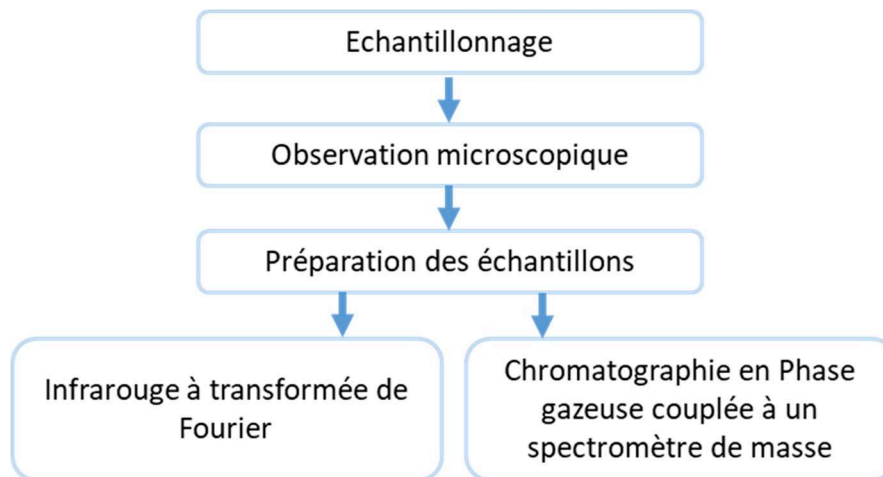 Echantillonnage
Observation microscopique
Préparation des échantillons
Infrarouge à transformée de
Fourier
Chromatographie en Phase
gazeuse couplée à un
spectromètre de masse